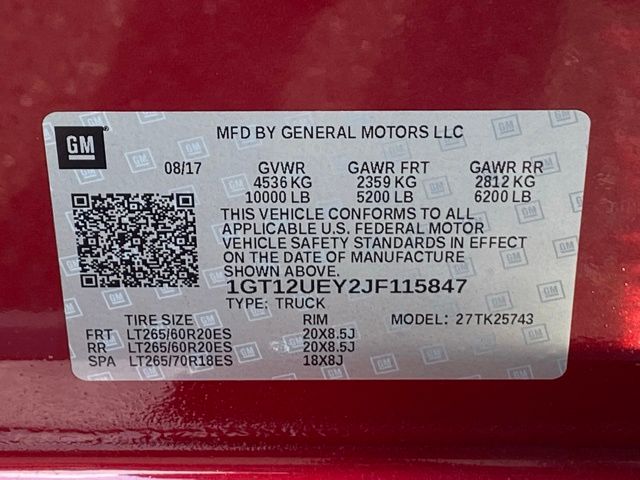 GM
MFD BY GENERAL MOTORS LLC
08/17 GVWR GAWR FRT GAWR RR
4536 KG 2359 KG 2812 KG
10000 LB 5200 LB 6200 LB
THIS VEHICLE CONFORMS TO ALL
APPLICABLE U.S. FEDERAL MOTOR
VEHICLE SAFETY STANDARDS IN EFFECT
ON THE DATE OF MANUFACTURE
SHOWN ABOVE.
1GT12UEY2JF115847
TYPE: TRUCK
TIRE SIZE RIM MODEL: 27TK25743
FRT LT265/60R20ES 20X8.5J
RR LT265/60R20ES 20X8.5J
SPA LT265/70R18ES 18X8J